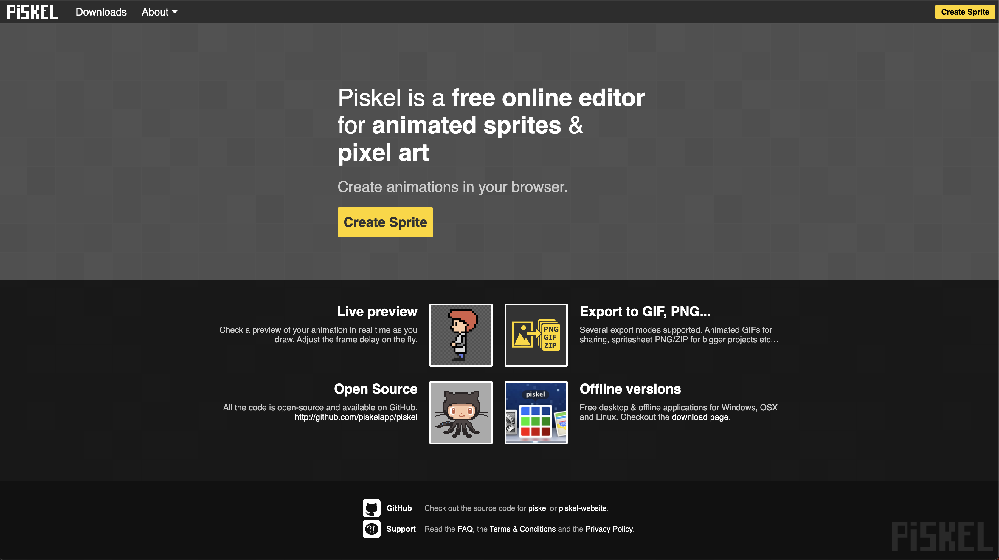 PiSKEL
Downloads
About
Create Sprite
Piskel is a free online editor
for animated sprites &
pixel art
Create animations in your browser.
Create Sprite
Live preview
Check a preview of your animation in real time as you
draw. Adjust the frame delay on the fly.
PNG
GIF
ZIP
Export to GIF, PNG...
Several export modes supported. Animated GIFs for
sharing, spritesheet PNG/ZIP for bigger projects etc…
Open Source
All the code is open-source and available on GitHub.
http://github.com/piskelapp/piskel
piskel
Offline versions
Free desktop & offline applications for Windows, OSX
and Linux. Checkout the download page.
GitHub
Check out the source code for piskel or piskel-website.
?!
Support
Read the FAQ, the Terms & Conditions and the Privacy Policy.
PiSKEL